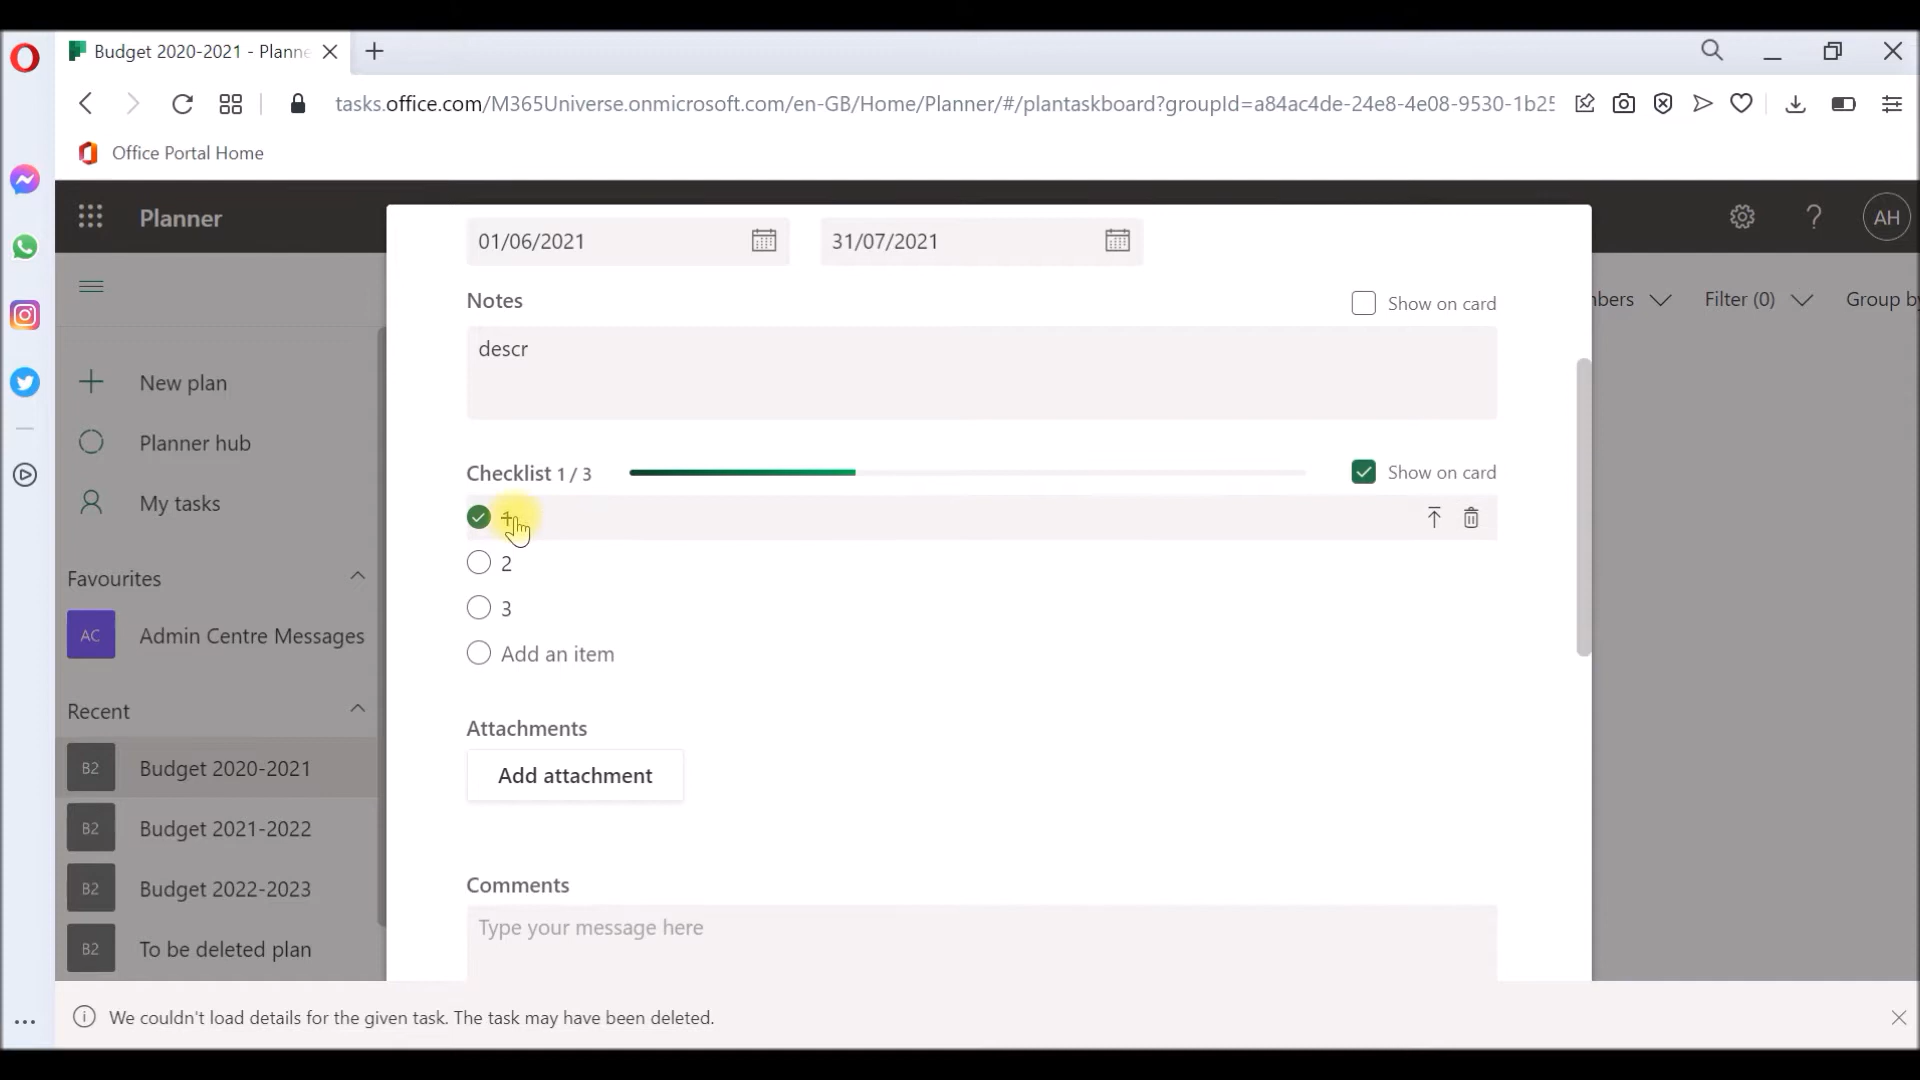 Budget 2020-2021 - Planne
tasks.office.com/M365Universe.onmicrosoft.com/en-GB/Home/Planner/#/plantaskboard?groupId=a84ac4de-24e8-4e08-9530-1b25
Office Portal Home
Planner
?
AH
01/06/2021
31/07/2021
nbers
Filter (0)
Group by
Notes
Show on card
descr
New plan
Planner hub
My tasks
Checklist 1 / 3
Show on card
1
2
3
Add an item
Favourites
AC
Admin Centre Messages
Recent
B2
Budget 2020-2021
B2
Budget 2021-2022
B2
Budget 2022-2023
B2
To be deleted plan
Attachments
Add attachment
Comments
Type your message here
We couldn't load details for the given task. The task may have been deleted.